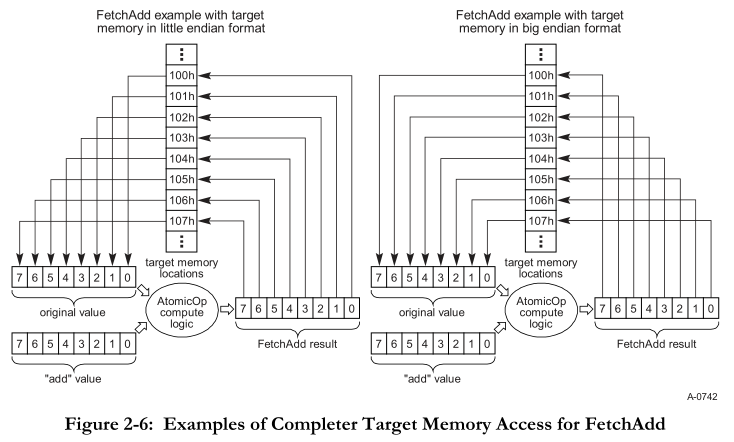 FetchAdd example with target
memory in little endian format
100h
101h
102h
103h
104h
105h
106h
107h
target memory
locations
7 6 5 4 3 2 1 0
original value
AtomicOp
compute
logic
7 6 5 4 3 2 1 0
FetchAdd result
7 6 5 4 3 2 1 0
"add" value
FetchAdd example with target
memory in big endian format
100h
101h
102h
103h
104h
105h
106h
107h
target memory
locations
7 6 5 4 3 2 1 0
original value
AtomicOp
compute
logic
7 6 5 4 3 2 1 0
FetchAdd result
7 6 5 4 3 2 1 0
"add" value
A-0742
Figure 2-6: Examples of Completer Target Memory Access for FetchAdd